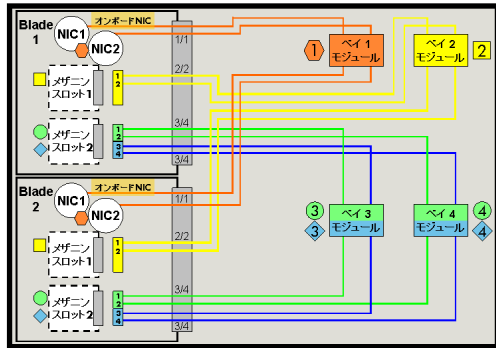 Blade
1
オンボードNIC
NIC1
NIC2
1/1
ベイ 1
モジュール
1
ベイ 2
モジュール
2
2/2
メザニン
スロット1
1
2
メザニン
スロット2
1
2
3
4
3/4
3/4
Blade
2
オンボードNIC
NIC1
NIC2
1/1
3
3
ベイ 3
モジュール
ベイ 4
モジュール
4
4
2/2
メザニン
スロット1
1
2
メザニン
スロット2
1
2
3
4
3/4
3/4